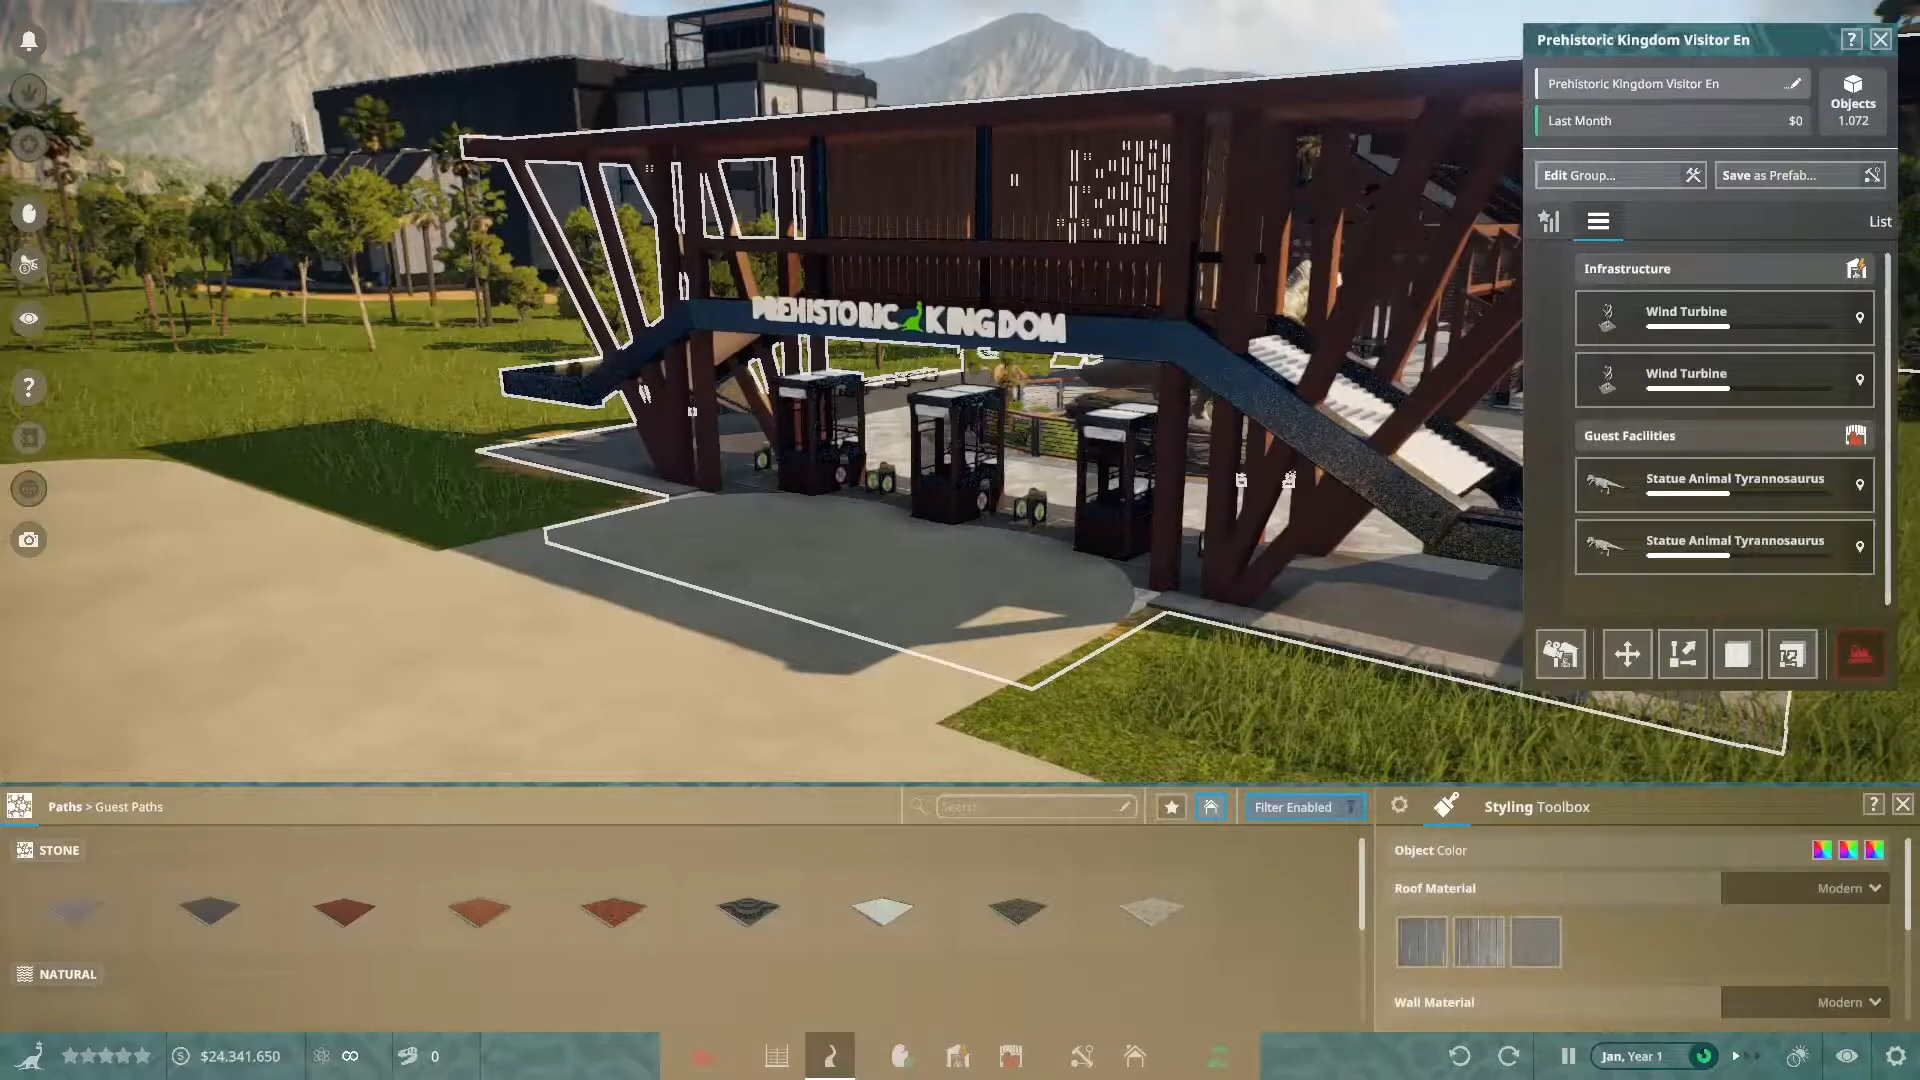 Prehistoric Kingdom Visitor En
?
Prehistoric Kingdom Visitor En
Objects
1.072
Last Month $0
Edit Group...
Save as Prefab...
List
Infrastructure
Wind Turbine
Wind Turbine
Guest Facilities
Statue Animal Tyrannosaurus
Statue Animal Tyrannosaurus
PREHISTORIC KINGDOM
?
Paths > Guest Paths
Search
Filter Enabled
Styling Toolbox
?
STONE
Object Color
Roof Material
Modern
NATURAL
Wall Material
Modern
$24.341.650
∞
0
Jan, Year 1